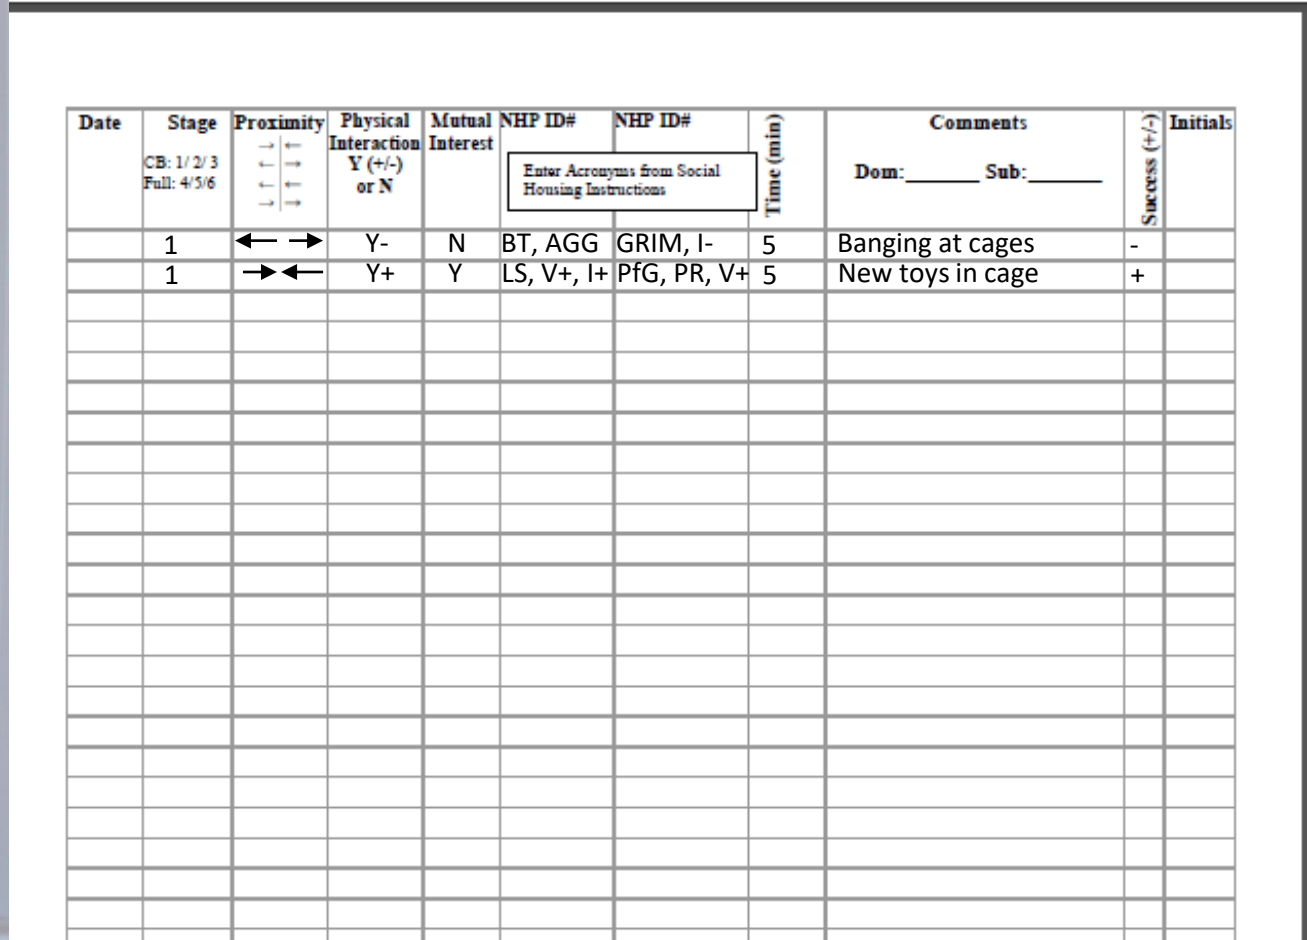 Date Stage Proximity Physical Interaction Y (+/-) or N Mutual Interest NHP ID# NHP ID# Time (min) Comments Success (+/-) Initials
CB: 1/ 2/ 3
Full: 4/5/6
→|←
←|→
←|←
→|→
Enter Acronyms from Social
Housing Instructions
Dom:_______ Sub:_______
1 ← → Y- N BT, AGG GRIM, I- 5 Banging at cages -
1 →← Y+ Y LS, V+, I+ PfG, PR, V+ 5 New toys in cage +